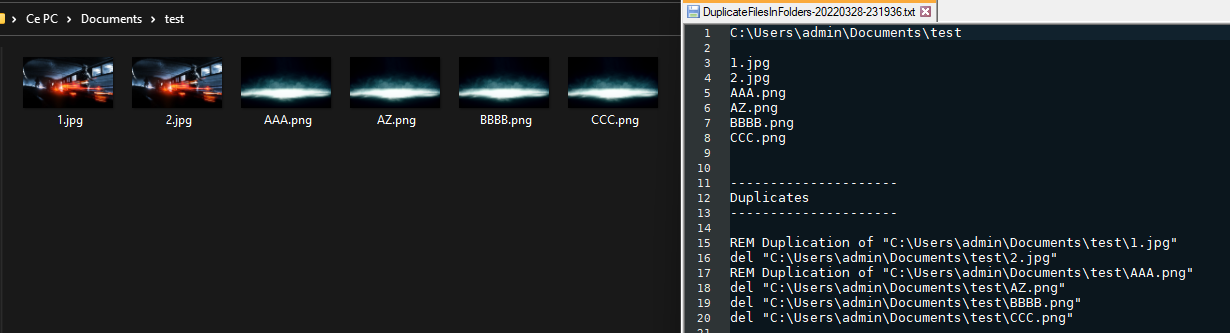 Ce PC > Documents > test
1.jpg
2.jpg
AAA.png
AZ.png
BBBB.png
CCC.png
DuplicateFilesInFolders-20220328-231936.txt
1 C:\Users\admin\Documents\test
2
3 1.jpg
4 2.jpg
5 AAA.png
6 AZ.png
7 BBBB.png
8 CCC.png
9
10
11 ---------------------
12 Duplicates
13 ---------------------
14
15 REM Duplication of "C:\Users\admin\Documents\test\1.jpg"
16 del "C:\Users\admin\Documents\test\2.jpg"
17 REM Duplication of "C:\Users\admin\Documents\test\AAA.png"
18 del "C:\Users\admin\Documents\test\AZ.png"
19 del "C:\Users\admin\Documents\test\BBBB.png"
20 del "C:\Users\admin\Documents\test\CCC.png"